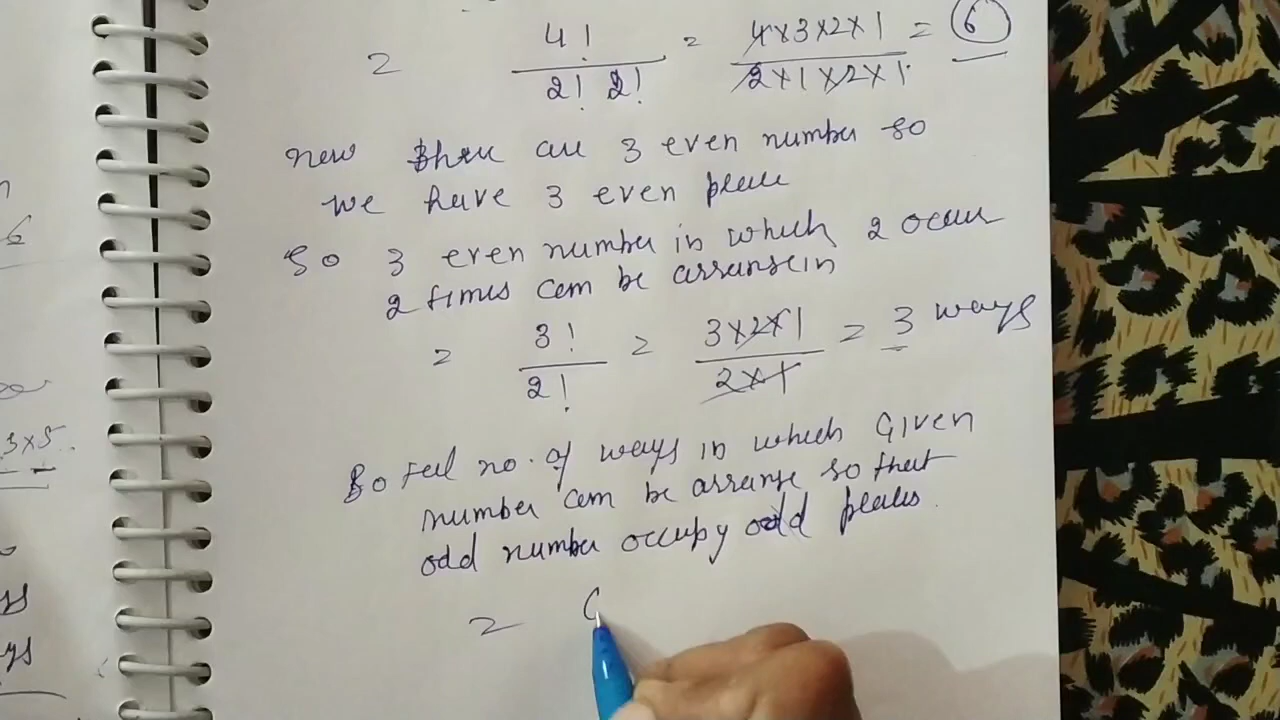 = 4! / 2! 2! = 4×3×2×1 / 2×1×2×1 = 6
now there are 3 even number so
we have 3 even place
So 3 even number in which 2 occur
2 times can be arrange in
= 3! / 2! = 3×2×1 / 2×1 = 3 ways
So no. of ways in which Given
number can be arrange so that
odd number occupy odd places.
=
6
3×5.